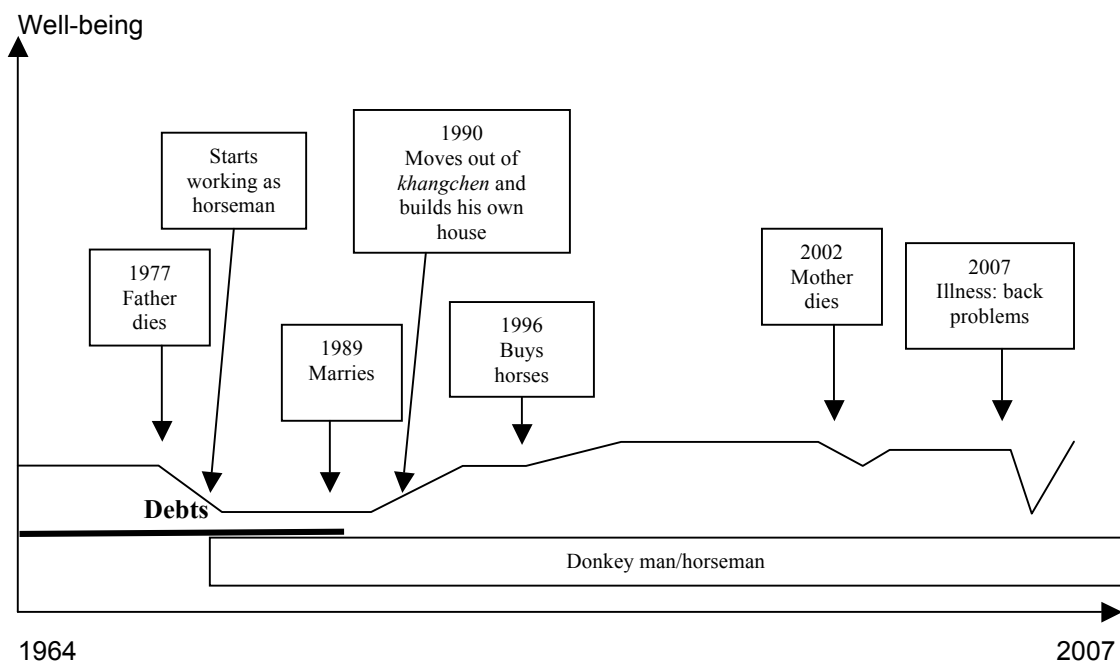 Well-being
Starts
working as
horseman
1990
Moves out of
khangchen and
builds his own
house
1977
Father
dies
1989
Marries
1996
Buys
horses
2002
Mother
dies
2007
Illness: back
problems
Debts
Donkey man/horseman
1964
2007